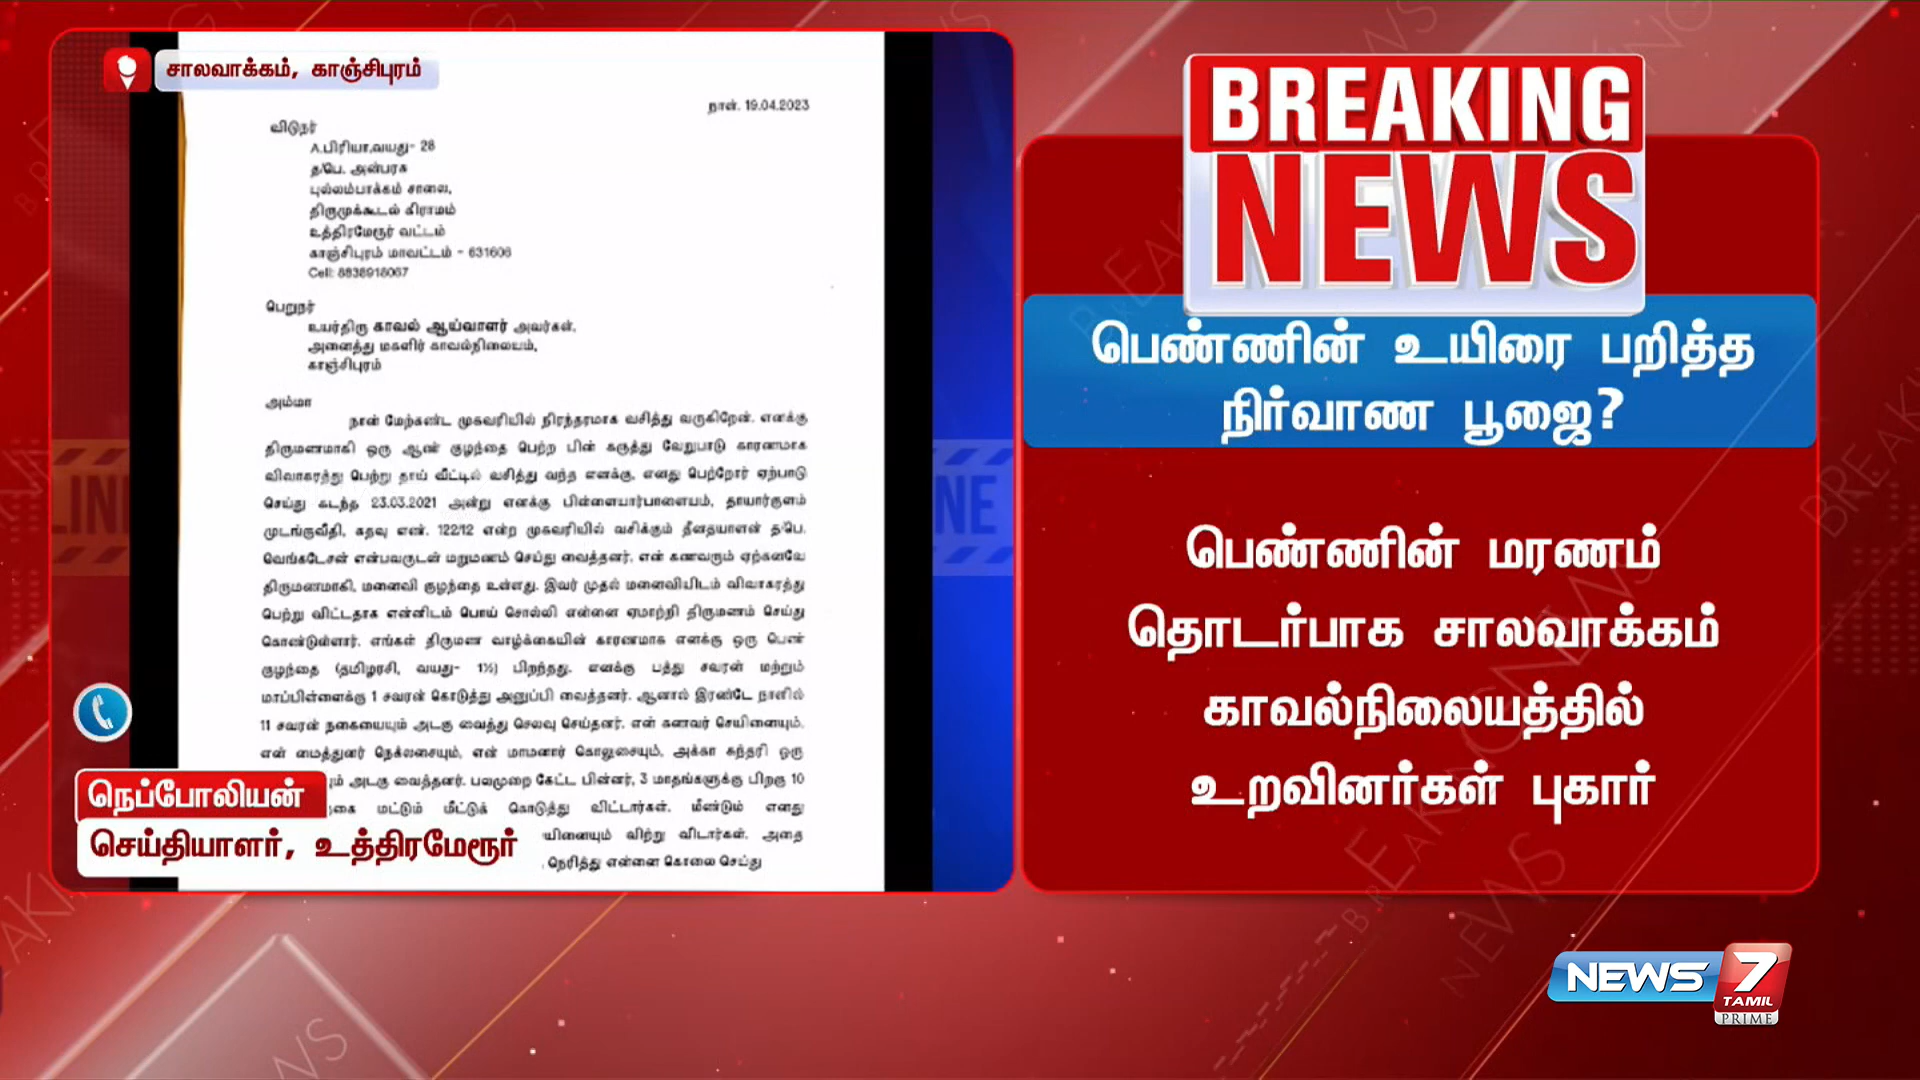 சாலவாக்கம், காஞ்சிபுரம்
நாள். 19.04.2023
விடுநர்
A.பிரியா,வயது- 28
த/பெ. அன்பரசு
புல்லம்பாக்கம் சாலை,
திருமுக்கூடல் கிராமம்
உத்திரமேரூர் வட்டம்
காஞ்சிபுரம் மாவட்டம் - 631606
Cell: 8838918067
பெறுநர்
உயர்திரு காவல் ஆய்வாளர் அவர்கள்,
அனைத்து மகளிர் காவல்நிலையம்,
காஞ்சிபுரம்
அம்மா
நான் மேற்கண்ட முகவரியில் நிரந்தரமாக வசித்து வருகிறேன். எனக்கு
திருமணமாகி ஒரு ஆண் குழந்தை பெற்ற பின் கருத்து வேறுபாடு காரணமாக
விவாகரத்து பெற்று தாய் வீட்டில் வசித்து வந்த எனக்கு, எனது பெற்றோர் ஏற்பாடு
செய்து கடந்த 23.03.2021 அன்று எனக்கு பிள்ளையார்பாளையம், தாயார்குளம்
முடங்குவீதி, கதவு எண். 122/12 என்ற முகவரியில் வசிக்கும் தீனதயாளன் த/பெ.
வெங்கடேசன் என்பவருடன் மறுமணம் செய்து வைத்தனர். என் கணவரும் ஏற்கனவே
திருமணமாகி, மனைவி குழந்தை உள்ளது. இவர் முதல் மனைவியிடம் விவாகரத்து
பெற்று விட்டதாக என்னிடம் பொய் சொல்லி என்னை ஏமாற்றி திருமணம் செய்து
கொண்டுள்ளார். எங்கள் திருமண வாழ்க்கையின் காரணமாக எனக்கு ஒரு பெண்
குழந்தை (தமிழரசி, வயது- 1½) பிறந்தது. எனக்கு பத்து சவரன் மற்றும்
மாப்பிள்ளைக்கு 1 சவரன் கொடுத்து அனுப்பி வைத்தனர். ஆனால் இரண்டே நாளில்
11 சவரன் நகையையும் அடகு வைத்து செலவு செய்தனர். என் கணவர் செயினையும்,
என் மைத்துனர் நெக்லசையும், என் மாமனார் கொலுசையும், அக்கா சுந்தரி ஒரு
ம் அடகு வைத்தனர். பலமுறை கேட்ட பின்னர், 3 மாதங்களுக்கு பிறகு 10
கை மட்டும் மீட்டுக் கொடுத்து விட்டார்கள். மீண்டும் எனது
யினையும் விற்று விடார்கள். அதை
நெரித்து என்னை கொலை செய்து
நெப்போலியன்
செய்தியாளர், உத்திரமேரூர்
BREAKING
NEWS
பெண்ணின் உயிரை பறித்த
நிர்வாண பூஜை?
பெண்ணின் மரணம்
தொடர்பாக சாலவாக்கம்
காவல்நிலையத்தில்
உறவினர்கள் புகார்
NEWS 7
TAMIL
PRIME